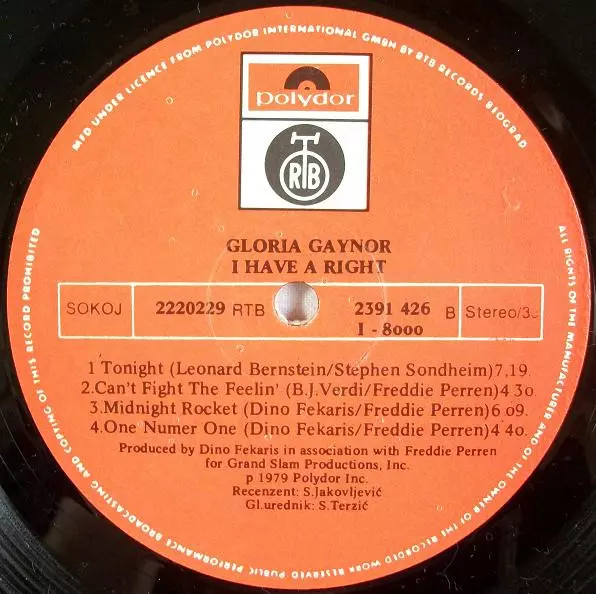 MFD UNDER LICENCE FROM POLYDOR INTERNATIONAL GMBH BY RTB RECORDS BEOGRAD
polydor
RTB
GLORIA GAYNOR
I HAVE A RIGHT
SOKOJ 2220229 RTB 2391 426 B Stereo/33
I - 8000
1 Tonight (Leonard Bernstein/Stephen Sondheim)7,19.
2.Can't Fight The Feelin' (B.J.Verdi/Freddie Perren)4 30.
3.Midnight Rocket (Dino Fekaris/Freddie Perren)6 09.
4.One Numer One (Dino Fekaris/Freddie Perren)4 40.
Produced by Dino Fekaris in association with Freddie Perren
for Grand Slam Productions, Inc.
p 1979 Polydor Inc.
Recenzent: S.Jakovljević
Gl.urednik: S.Terzić
ALL RIGHTS OF THE MANUFACTURER AND OF THE OWNER OF THE RECORDED WORK RESERVED PUBLIC PERFORMANCE BROADCASTING AND COPYING OF THIS RECORD PROHIBITED